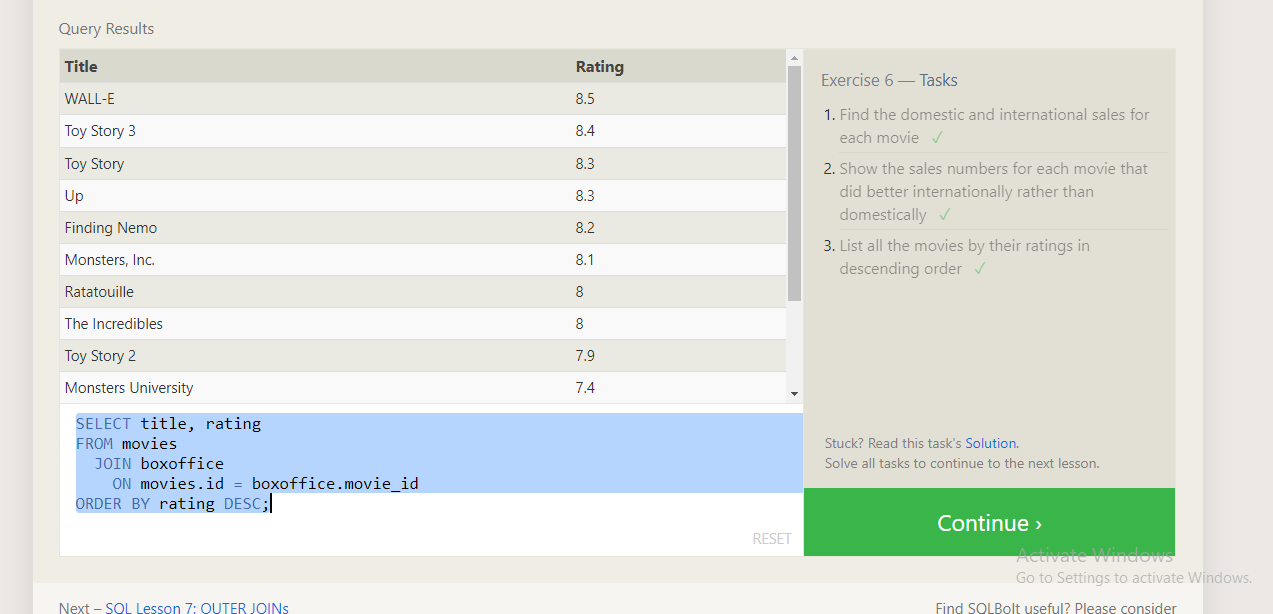 Query Results
Title Rating
WALL-E 8.5
Toy Story 3 8.4
Toy Story 8.3
Up 8.3
Finding Nemo 8.2
Monsters, Inc. 8.1
Ratatouille 8
The Incredibles 8
Toy Story 2 7.9
Monsters University 7.4
SELECT title, rating
FROM movies
  JOIN boxoffice
    ON movies.id = boxoffice.movie_id
ORDER BY rating DESC;
RESET
Exercise 6 — Tasks
1. Find the domestic and international sales for
each movie ✓
2. Show the sales numbers for each movie that
did better internationally rather than
domestically ✓
3. List all the movies by their ratings in
descending order ✓
Stuck? Read this task's Solution.
Solve all tasks to continue to the next lesson.
Continue ›
Activate Windows
Go to Settings to activate Windows.
Next – SQL Lesson 7: OUTER JOINs
Find SQLBolt useful? Please consider